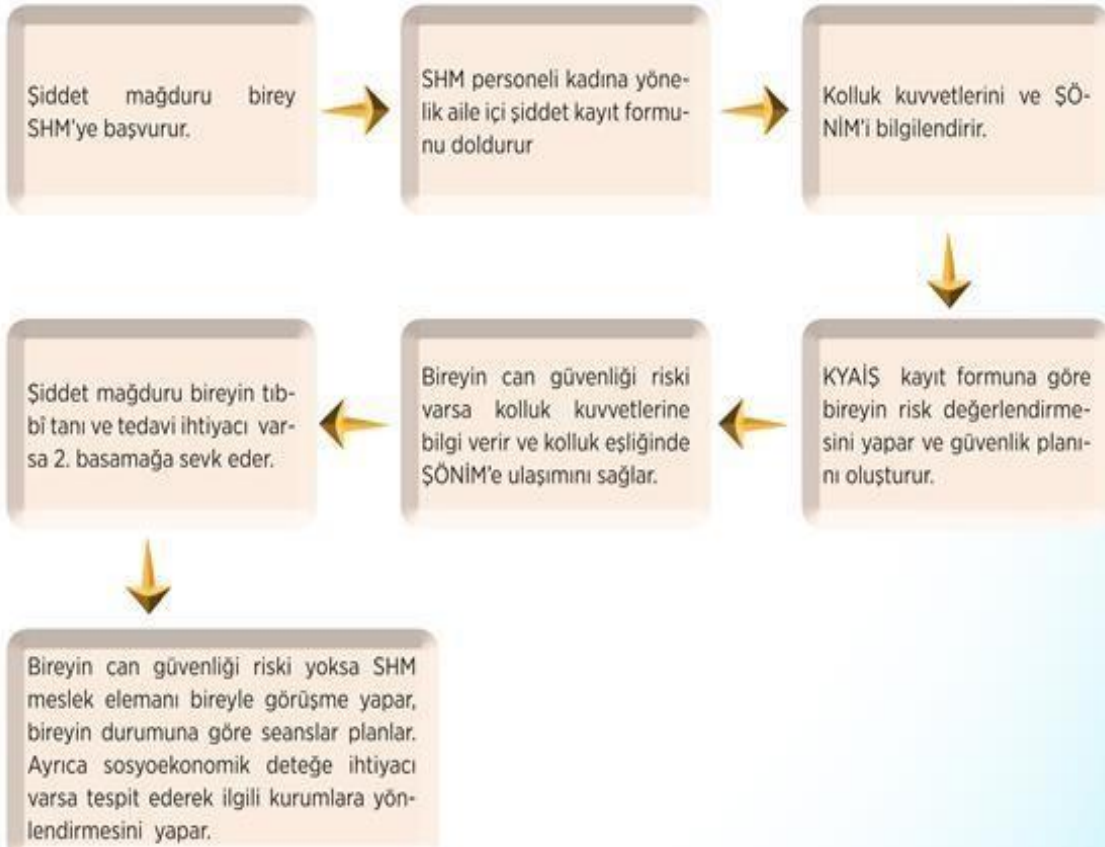 Şiddet mağduru birey
SHM'ye başvurur.
SHM personeli kadına yöne-
lik aile içi şiddet kayıt formu-
nu doldurur
Kolluk kuvvetlerini ve ŞÖ-
NİM'i bilgilendirir.
KYAİŞ kayıt formuna göre
bireyin risk değerlendirme-
sini yapar ve güvenlik planı-
nı oluşturur.
Bireyin can güvenliği riski
varsa kolluk kuvvetlerine
bilgi verir ve kolluk eşliğinde
ŞÖNİM'e ulaşımını sağlar.
Şiddet mağduru bireyin tıb-
bî tanı ve tedavi ihtiyacı var-
sa 2. basamağa sevk eder.
Bireyin can güvenliği riski yoksa SHM
meslek elemanı bireyle görüşme yapar,
bireyin durumuna göre seanslar planlar.
Ayrıca sosyoekonomik deteğe ihtiyacı
varsa tespit ederek ilgili kurumlara yön-
lendirmesini yapar.